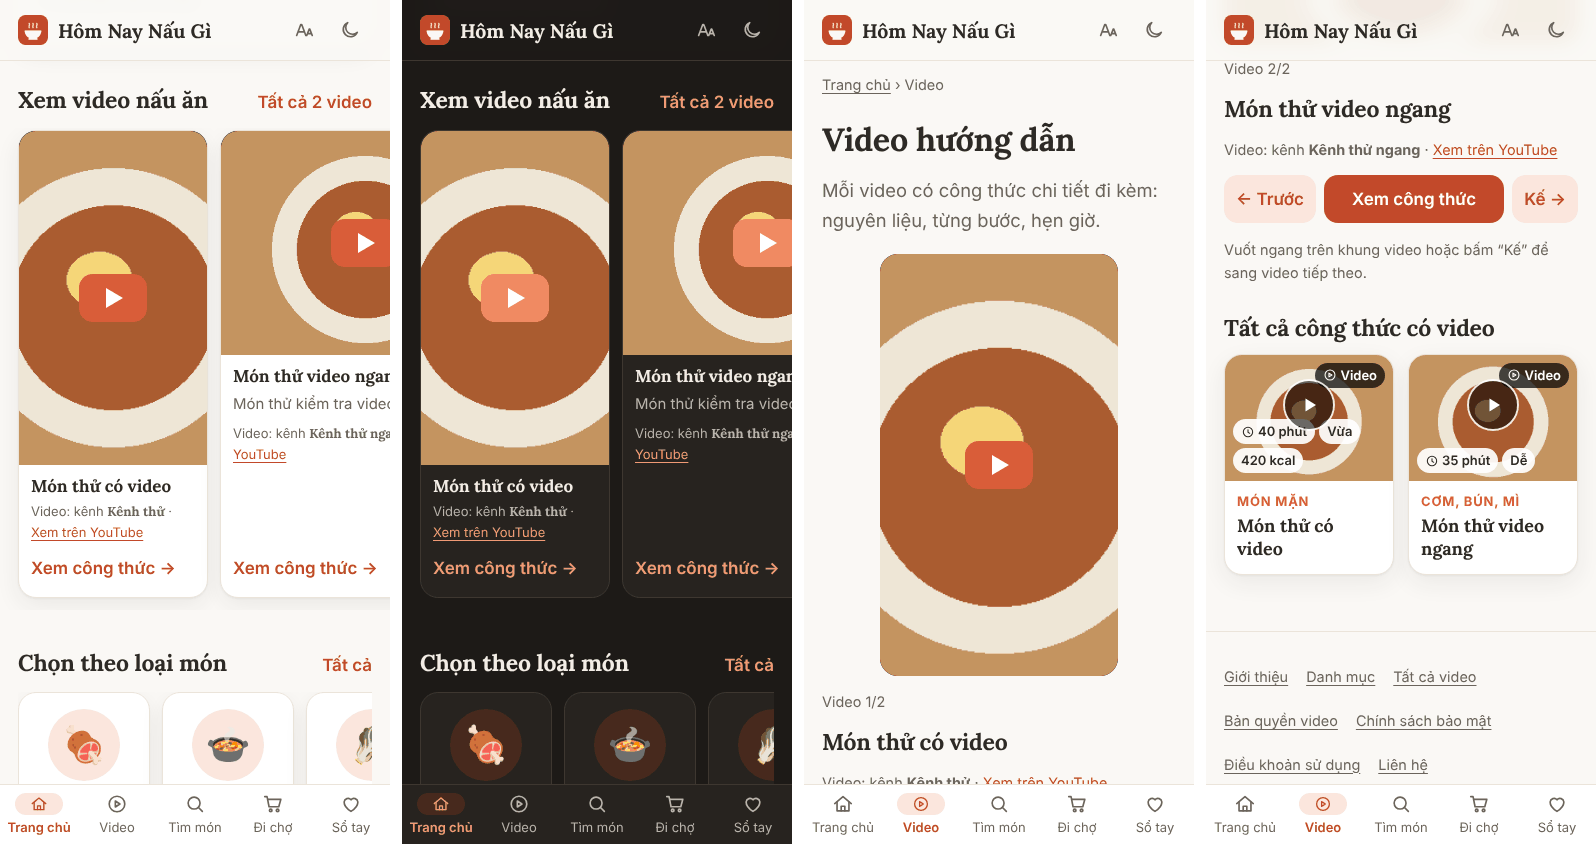 Hôm Nay Nấu Gì
Xem video nấu ăn
Tất cả 2 video
Món thử có video
Video: kênh Kênh thử ·
Xem trên YouTube
Xem công thức →
Món thử video ngan
Món thử kiểm tra video
Video: kênh Kênh thử nga
YouTube
Xem công thức →
Chọn theo loại món
Tất cả
Trang chủ
Video
Tìm món
Đi chợ
Sổ tay
Hôm Nay Nấu Gì
Xem video nấu ăn
Tất cả 2 video
Món thử có video
Video: kênh Kênh thử ·
Xem trên YouTube
Xem công thức →
Món thử video ngan
Món thử kiểm tra video
Video: kênh Kênh thử nga
YouTube
Xem công thức →
Chọn theo loại món
Tất cả
Trang chủ
Video
Tìm món
Đi chợ
Sổ tay
Hôm Nay Nấu Gì
Trang chủ › Video
Video hướng dẫn
Mỗi video có công thức chi tiết đi kèm:
nguyên liệu, từng bước, hẹn giờ.
Video 1/2
Món thử có video
Video: kênh Kênh thử · Xem trên YouTube
Trang chủ
Video
Tìm món
Đi chợ
Sổ tay
Hôm Nay Nấu Gì
Video 2/2
Món thử video ngang
Video: kênh Kênh thử ngang · Xem trên YouTube
← Trước
Xem công thức
Kế →
Vuốt ngang trên khung video hoặc bấm “Kế” để
sang video tiếp theo.
Tất cả công thức có video
Video
40 phút
Vừa
420 kcal
MÓN MẶN
Món thử có
video
Video
35 phút
Dễ
CƠM, BÚN, MÌ
Món thử video
ngang
Giới thiệu
Danh mục
Tất cả video
Bản quyền video
Chính sách bảo mật
Điều khoản sử dụng
Liên hệ
Trang chủ
Video
Tìm món
Đi chợ
Sổ tay